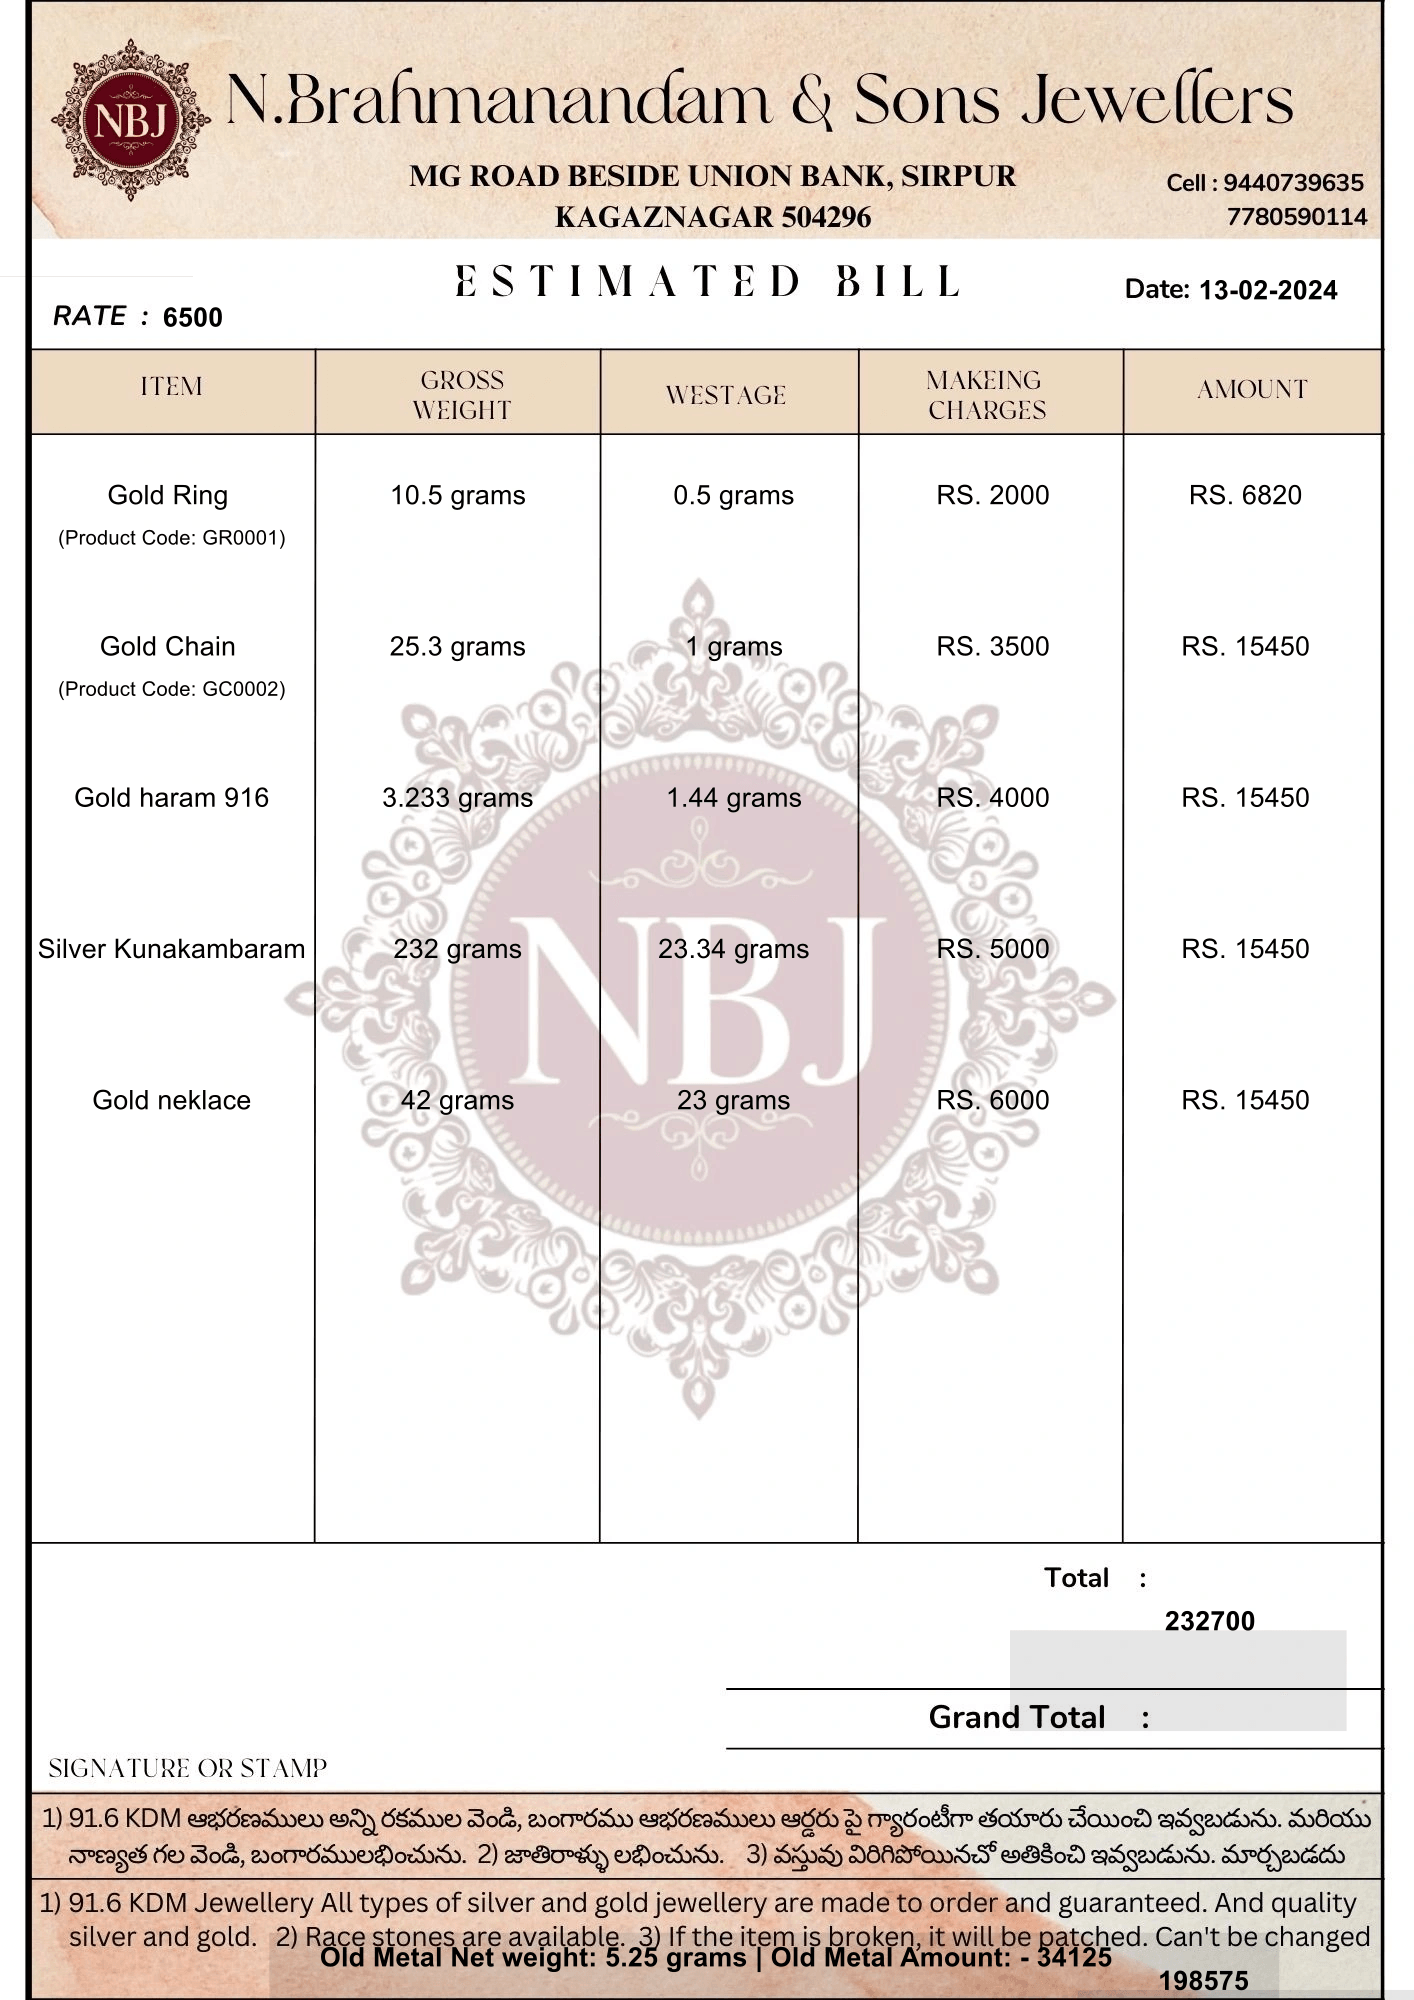 NBJ
N.Brahmanandam & Sons Jewellers
MG ROAD BESIDE UNION BANK, SIRPUR
KAGAZNAGAR 504296
Cell : 9440739635
7780590114
ESTIMATED BILL
Date: 13-02-2024
RATE : 6500
ITEM GROSS WEIGHT WESTAGE MAKEING CHARGES AMOUNT
Gold Ring 10.5 grams 0.5 grams RS. 2000 RS. 6820
(Product Code: GR0001)
Gold Chain 25.3 grams 1 grams RS. 3500 RS. 15450
(Product Code: GC0002)
Gold haram 916 3.233 grams 1.44 grams RS. 4000 RS. 15450
Silver Kunakambaram 232 grams 23.34 grams RS. 5000 RS. 15450
NBJ
Gold neklace 42 grams 23 grams RS. 6000 RS. 15450
Total :
232700
Grand Total :
SIGNATURE OR STAMP
1) 91.6 KDM ఆభరణములు అన్ని రకముల వెండి, బంగారము ఆభరణములు ఆర్డరు పై గ్యారంటీగా తయారు చేయించి ఇవ్వబడును. మరియు
నాణ్యత గల వెండి, బంగారములభించును. 2) జాతిరాళ్ళు లభించును. 3) వస్తువు విరిగిపోయినచో అతికించి ఇవ్వబడును. మార్చబడదు
1) 91.6 KDM Jewellery All types of silver and gold jewellery are made to order and guaranteed. And quality
silver and gold. 2) Race stones are available. 3) If the item is broken, it will be patched. Can't be changed
Old Metal Net weight: 5.25 grams | Old Metal Amount: - 34125
198575